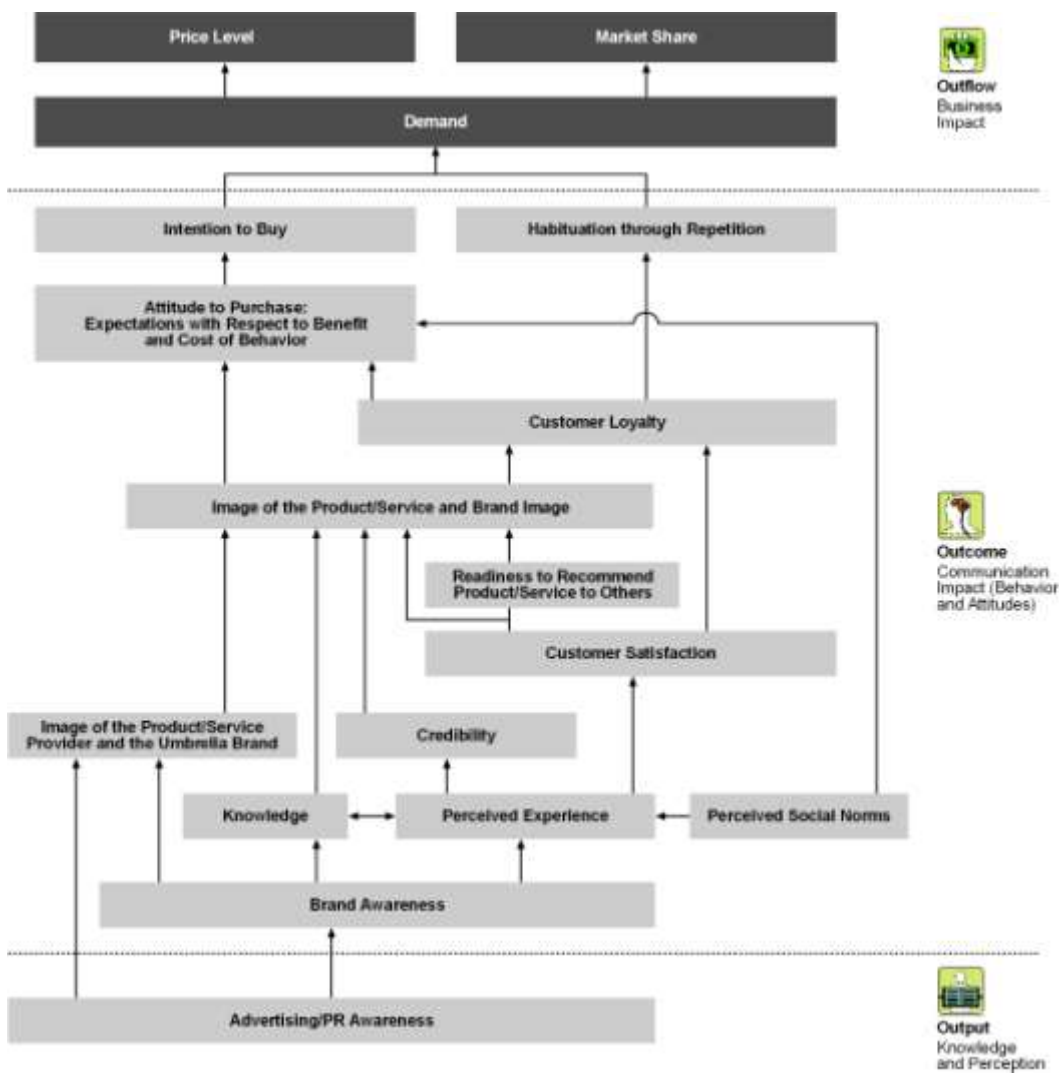 Price Level
Market Share
Outflow
Business
Impact
Demand
Intention to Buy
Habituation through Repetition
Attitude to Purchase:
Expectations with Respect to Benefit
and Cost of Behavior
Customer Loyalty
Image of the Product/Service and Brand Image
Outcome
Communication
Impact (Behavior
and Attitudes)
Readiness to Recommend
Product/Service to Others
Customer Satisfaction
Image of the Product/Service
Provider and the Umbrella Brand
Credibility
Knowledge
Perceived Experience
Perceived Social Norms
Brand Awareness
Advertising/PR Awareness
Output
Knowledge
and Perception